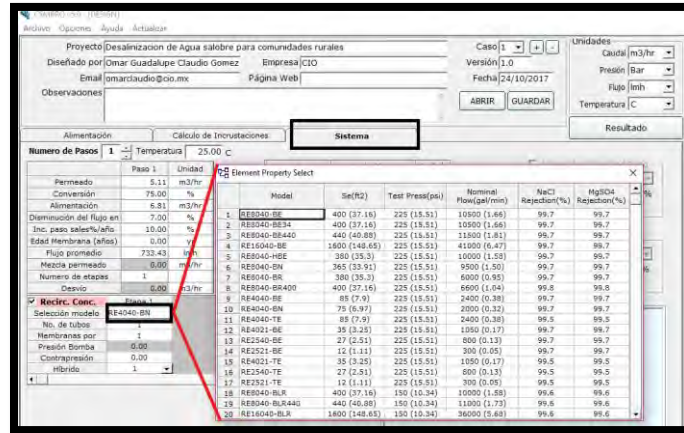 Archivo Opciones Ayuda Actualizar
Proyecto Desalinizacion de Agua salobre para comunidades rurales
Caso 1 + -
Unidades
Caudal m3/hr
Diseñado por Omar Guadalupe Claudio Gomez Empresa CIO
Versión 1.0
Presión Bar
Email omarclaudio@cio.mx Página Web
Fecha 24/10/2017
Flujo lmh
Observaciones
ABRIR GUARDAR
Temperatura C
Resultado
Alimentación Cálculo de Incrustaciones Sistema
Numero de Pasos 1 Temperatura 25.00 C
Paso 1 Unidad
Permeado 5.11 m3/hr
Conversión 75.00 %
Alimentación 6.81 m3/hr
Disminución del flujo en 7.00 %
Inc. paso sales%/año 10.00 %
Edad Membrana (años) 0.00
Flujo promedio 733.43 lmh
Mezcla permeado 0.00 m3/hr
Numero de etapas 1
Desvío 0.00 m3/hr
Recirc. Conc. Etapa 1
Selección modelo RE4040-BN
No. de tubos 1
Membranas por 1
Presión Bomba 0.00
Contrapresión 0.00
Híbrido 1
Element Property Select
Model Se(ft2) Test Press(psi) Nominal Flow(gal/min) NaCl Rejection(%) MgSO4 Rejection(%)
1 RE8040-BE 400 (37.16) 225 (15.51) 10500 (1.66) 99.7 99.7
2 RE8040-BE34 400 (37.16) 225 (15.51) 10500 (1.66) 99.7 99.7
3 RE8040-BE440 440 (40.88) 225 (15.51) 11500 (1.81) 99.7 99.7
4 RE16040-BE 1600 (148.65) 225 (15.51) 41000 (6.47) 99.7 99.7
5 RE8040-HBE 380 (35.3) 225 (15.51) 10000 (1.58) 99.7 99.7
6 RE8040-BN 365 (33.91) 225 (15.51) 9500 (1.50) 99.7 99.7
7 RE8040-BR 380 (35.3) 225 (15.51) 6000 (0.95) 99.7 99.7
8 RE8040-BR400 400 (37.16) 225 (15.51) 6600 (1.04) 99.8 99.8
9 RE4040-BE 85 (7.9) 225 (15.51) 2400 (0.38) 99.7 99.7
10 RE4040-BN 75 (6.97) 225 (15.51) 2000 (0.32) 99.7 99.7
11 RE4040-TE 85 (7.9) 225 (15.51) 2400 (0.38) 99.5 99.5
12 RE4021-BE 35 (3.25) 225 (15.51) 1050 (0.17) 99.7 99.7
13 RE2540-BE 27 (2.51) 225 (15.51) 800 (0.13) 99.7 99.7
14 RE2521-BE 12 (1.11) 225 (15.51) 300 (0.05) 99.7 99.7
15 RE4021-TE 35 (3.25) 225 (15.51) 1050 (0.17) 99.5 99.5
16 RE2540-TE 27 (2.51) 225 (15.51) 800 (0.13) 99.5 99.5
17 RE2521-TE 12 (1.11) 225 (15.51) 300 (0.05) 99.5 99.5
18 RE8040-BLR 400 (37.16) 150 (10.34) 10000 (1.58) 99.6 99.6
19 RE8040-BLR440 440 (40.88) 150 (10.34) 11000 (1.73) 99.6 99.6
20 RE16040-BLR 1600 (148.65) 150 (10.34) 36000 (5.68) 99.6 99.6